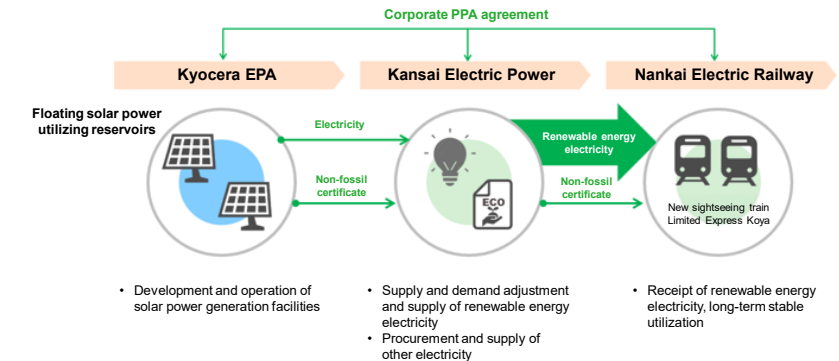 Corporate PPA agreement
Kyocera EPA
Kansai Electric Power
Nankai Electric Railway
Floating solar power
utilizing reservoirs
Electricity
Non-fossil
certificate
ECO
Renewable energy
electricity
Non-fossil
certificate
New sightseeing train
Limited Express Koya
• Development and operation of
solar power generation facilities
• Supply and demand adjustment
and supply of renewable energy
electricity
• Procurement and supply of
other electricity
• Receipt of renewable energy
electricity, long-term stable
utilization